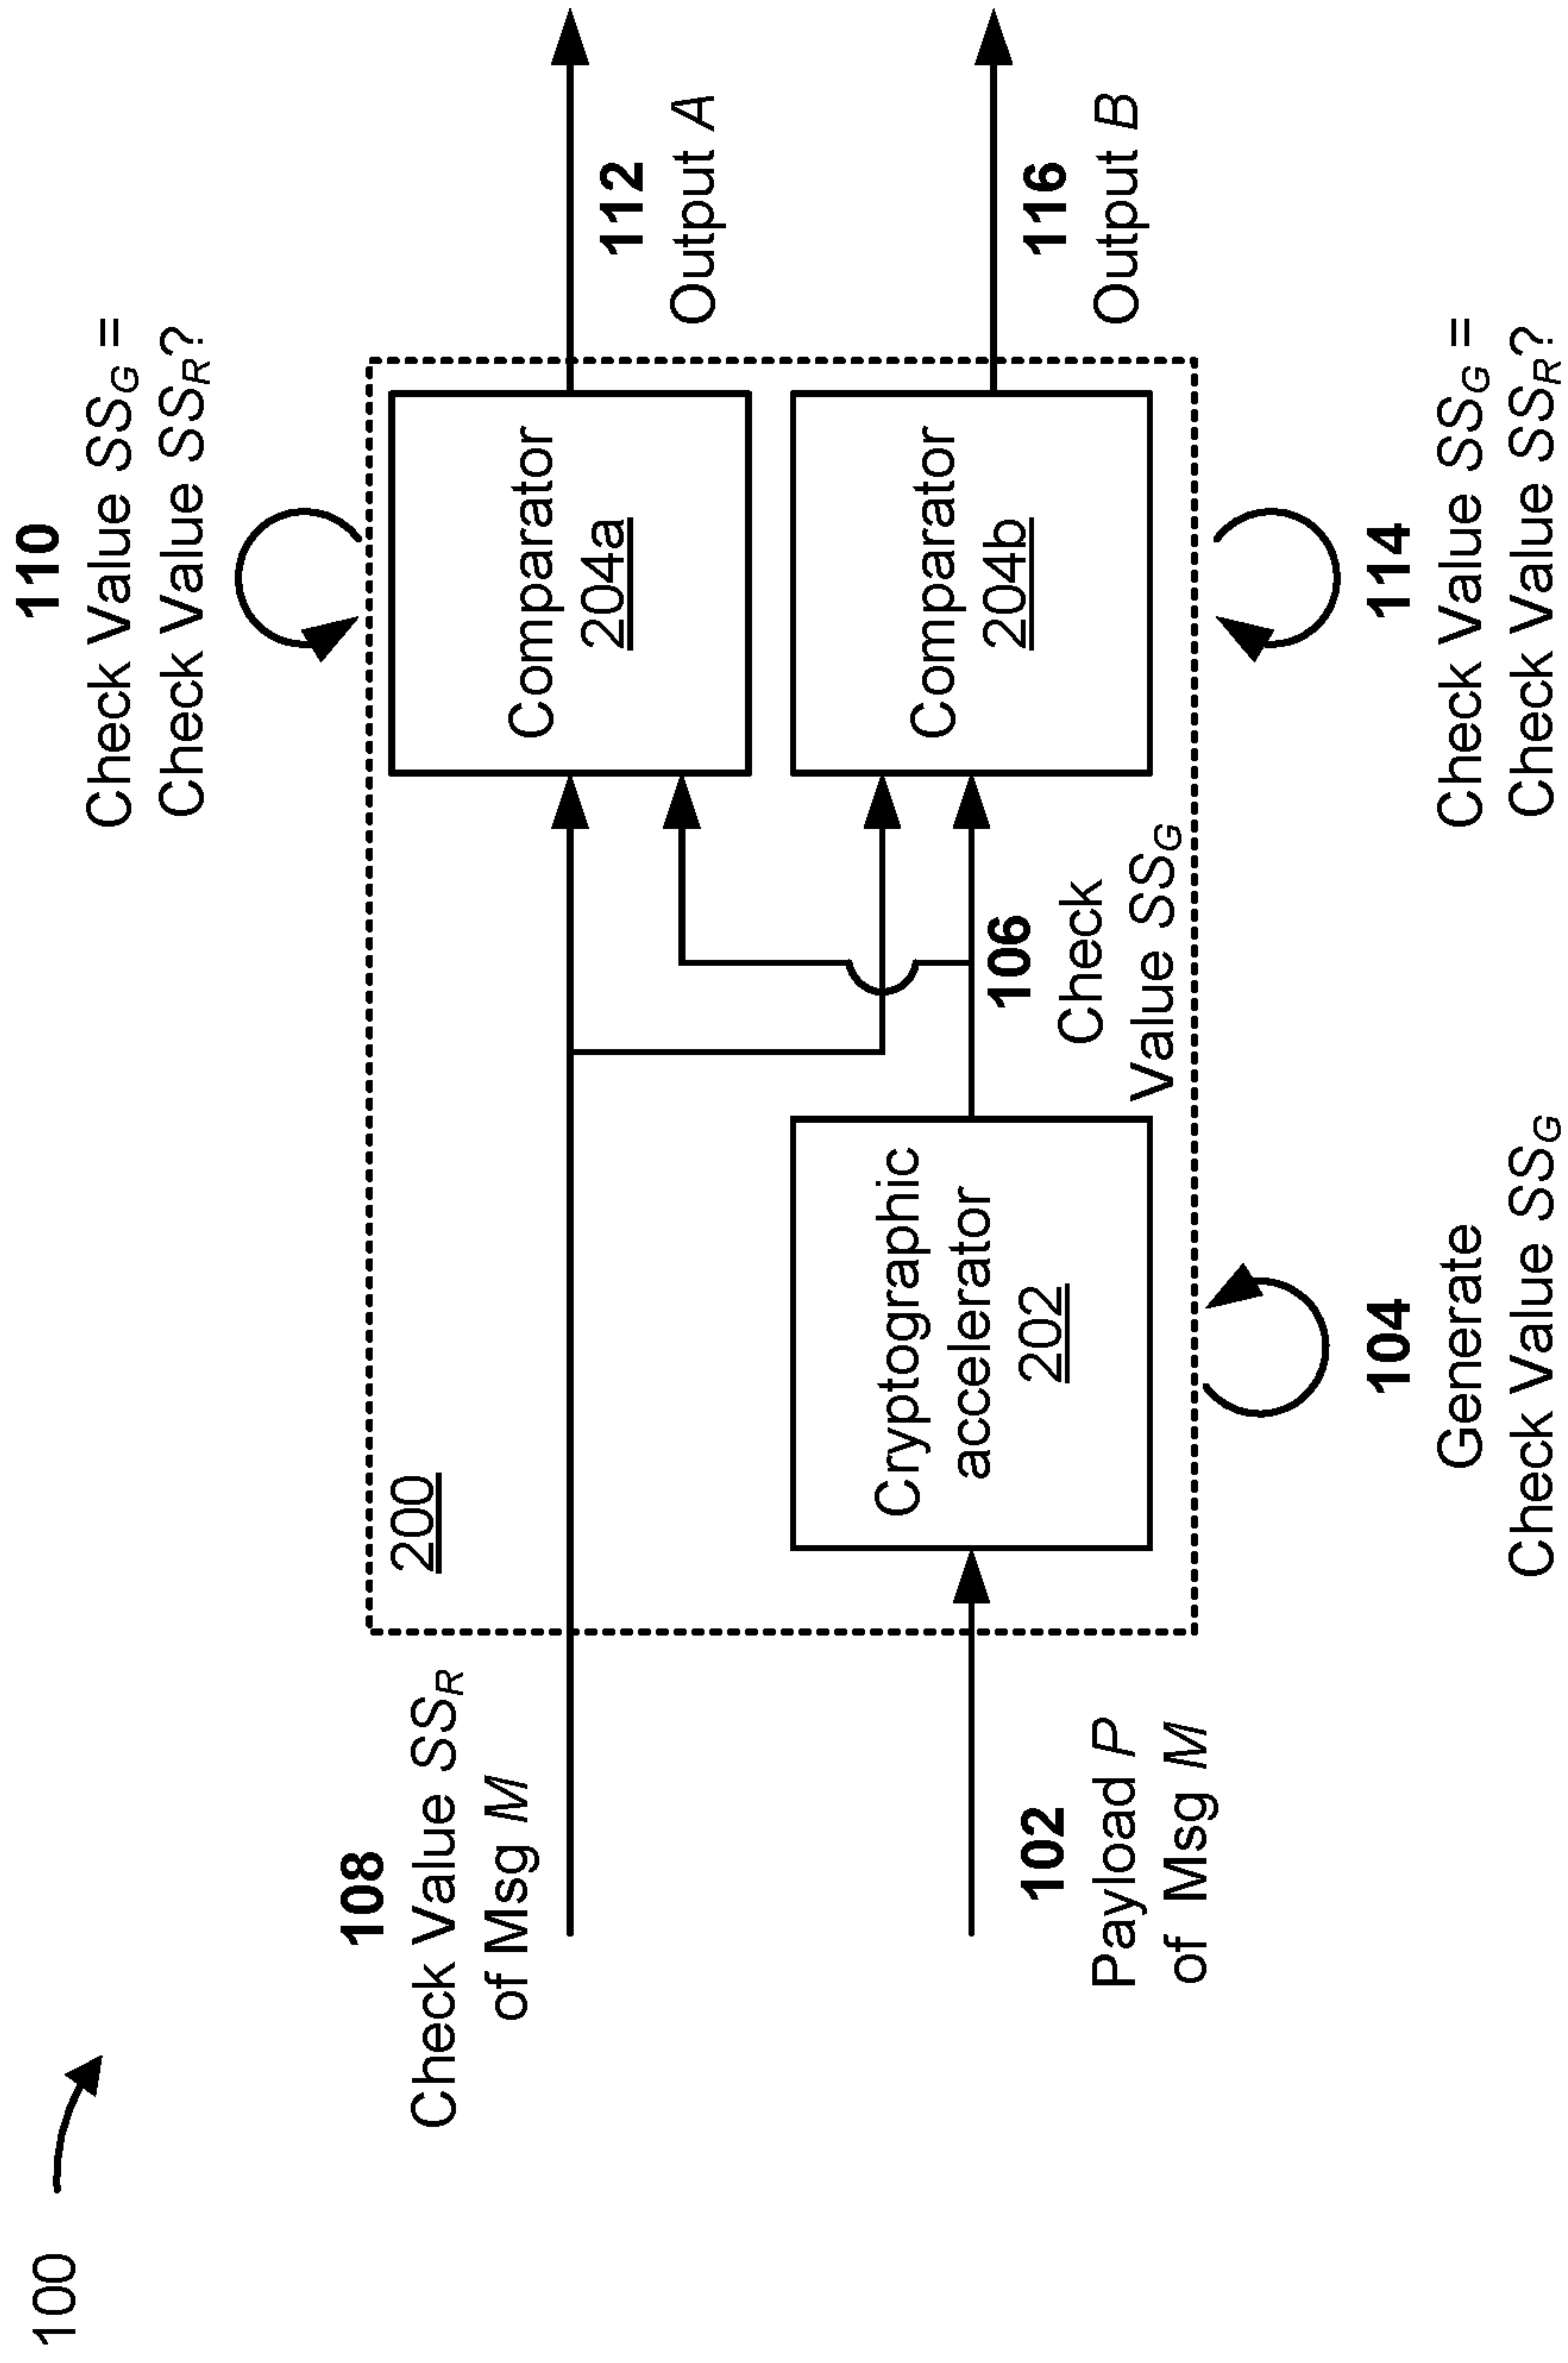 100
110
Check Value SSG =
Check Value SSR?
108
Check Value SSR
of Msg M
200
Comparator
204a
112
Output A
Cryptographic
accelerator
202
106
Check
Value SSG
Comparator
204b
116
Output B
102
Payload P
of Msg M
104
Generate
Check Value SSG
114
Check Value SSG =
Check Value SSR?